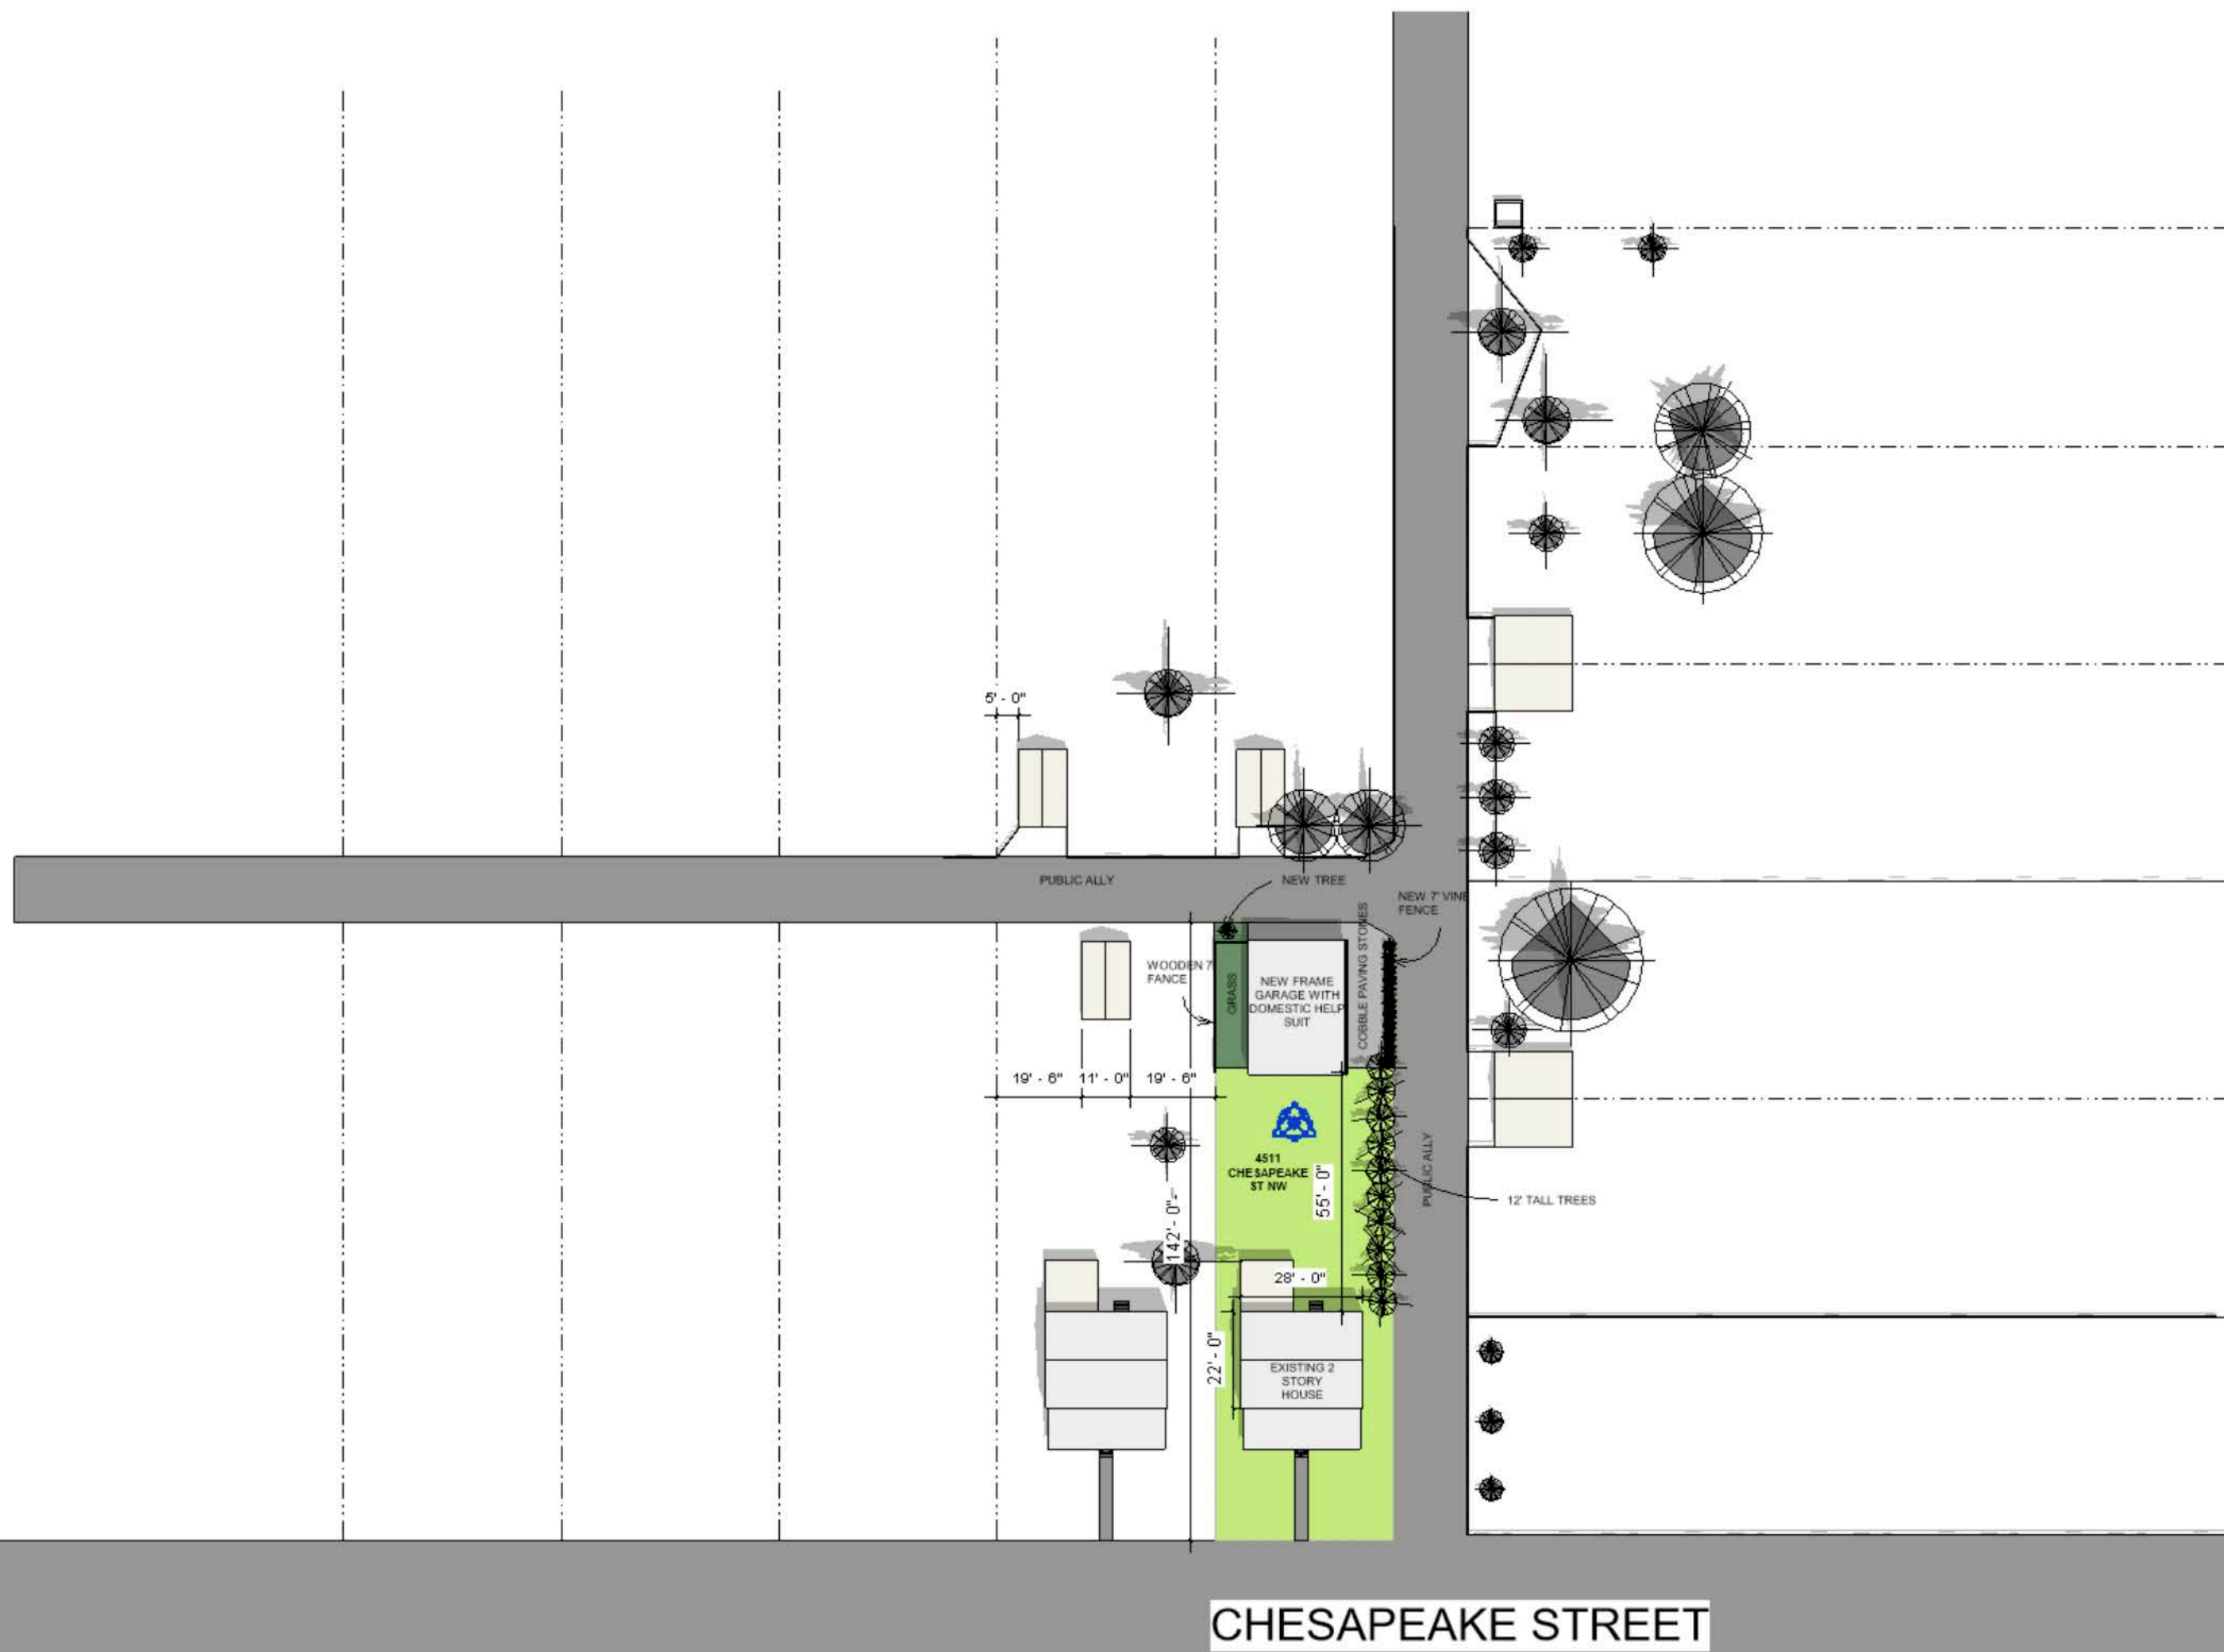 5' - 0"
PUBLIC ALLY
NEW TREE
NEW 7' VINE
FENCE
COBBLE PAVING STONES
WOODEN 7'
FANCE
GRASS
NEW FRAME
GARAGE WITH
DOMESTIC HELP
SUIT
19' - 6"
11' - 0"
19' - 6"
4511
CHESAPEAKE
ST NW
55' - 0"
PUBLIC ALLY
12' TALL TREES
142' - 0"
28' - 0"
22' - 0"
EXISTING 2
STORY
HOUSE
CHESAPEAKE STREET